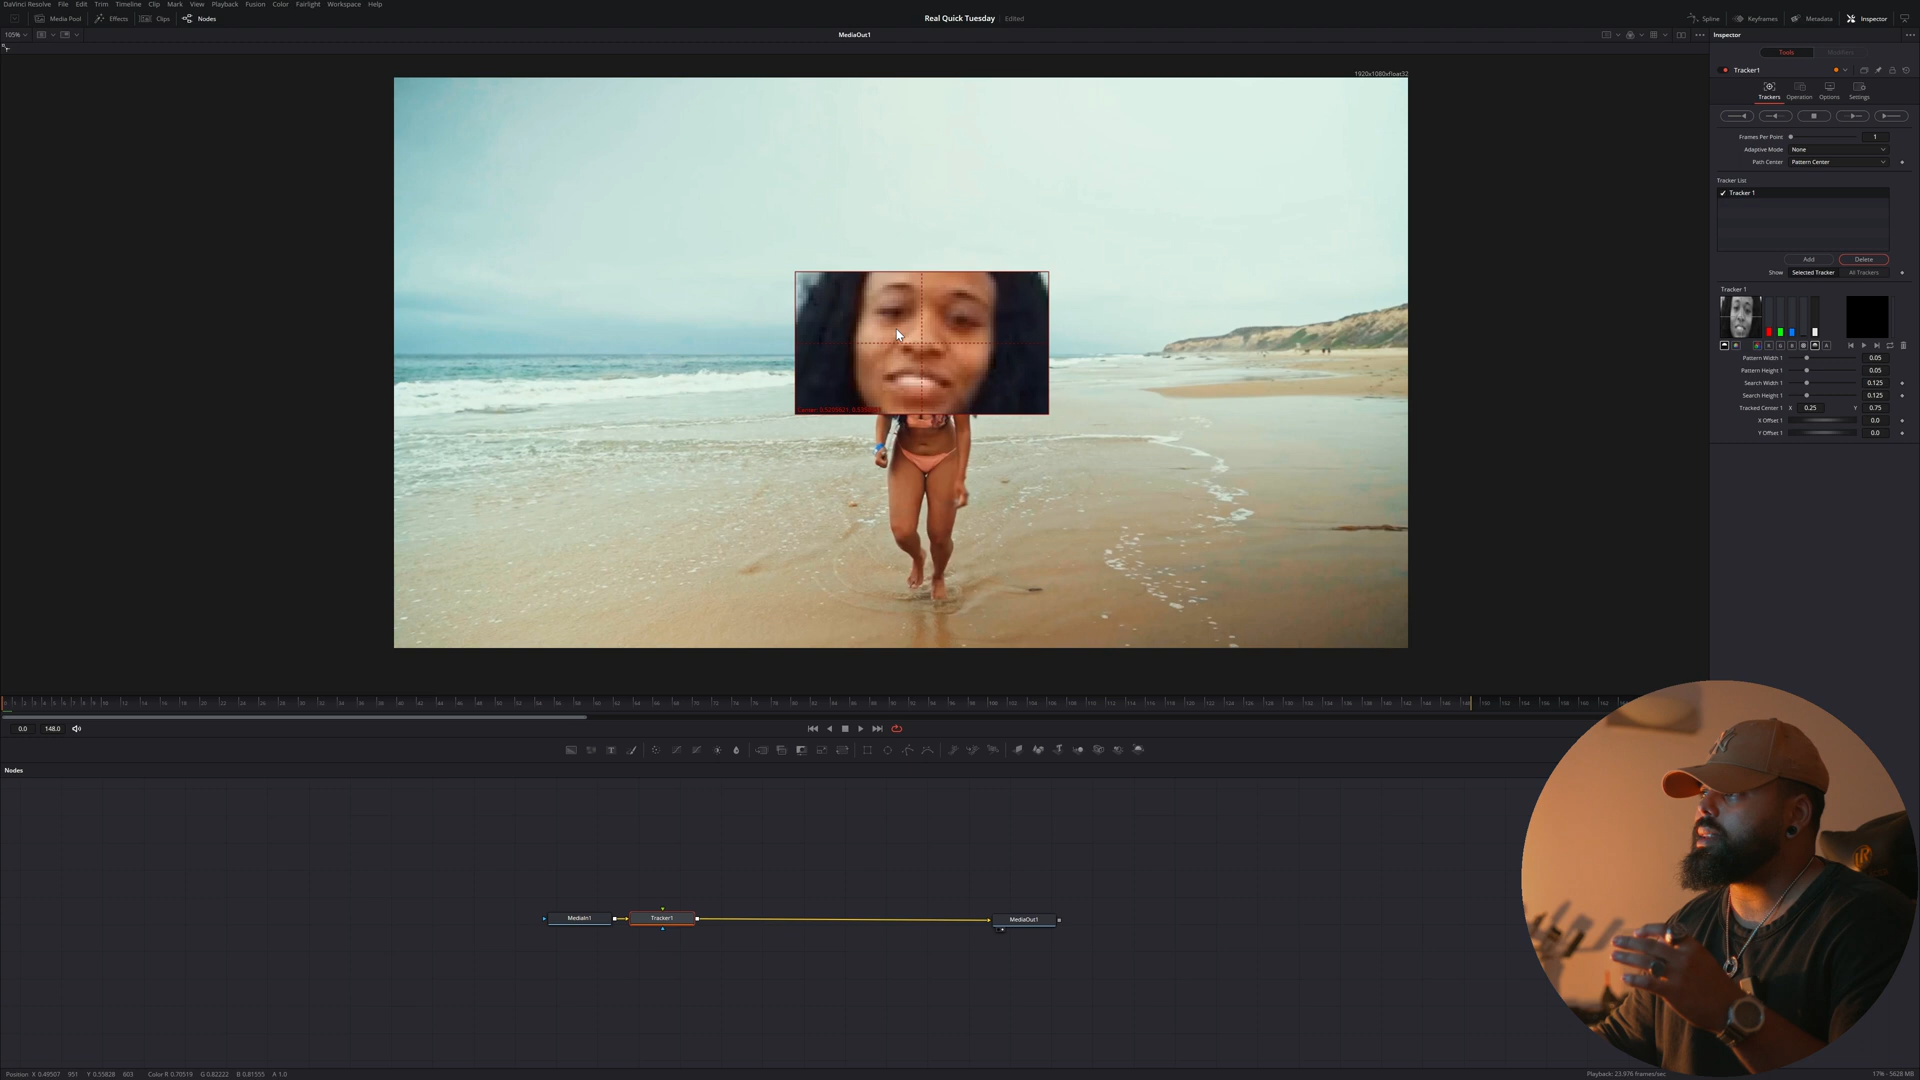 DaVinci Resolve File Edit Trim Timeline Clip Mark View Playback Fusion Color Fairlight Workspace Help
Media Pool Effects Clips Nodes Real Quick Tuesday Edited Spline Keyframes Metadata Inspector
105% MediaOut1 Inspector
Tools Modifiers
1920x1080xfloat32
Tracker1
Trackers Operation Options Settings
Frames Per Point 1
Adaptive Mode None
Path Center Pattern Center
Tracker List
Tracker 1
Add Delete
Show Selected Tracker All Trackers
Tracker 1
Pattern Width 1 0.05
Pattern Height 1 0.05
Search Width 1 0.125
Search Height 1 0.125
Tracked Center 1 X 0.25 Y 0.75
X Offset 1 0.0
Y Offset 1 0.0
0.0 148.0
Nodes
MediaIn1 Tracker1 MediaOut1
Position X 0.49507 951 Y 0.55828 603 Color R 0.70519 G 0.82222 B 0.81555 A 1.0 Playback: 23.976 frames/sec 17% - 5628 MB